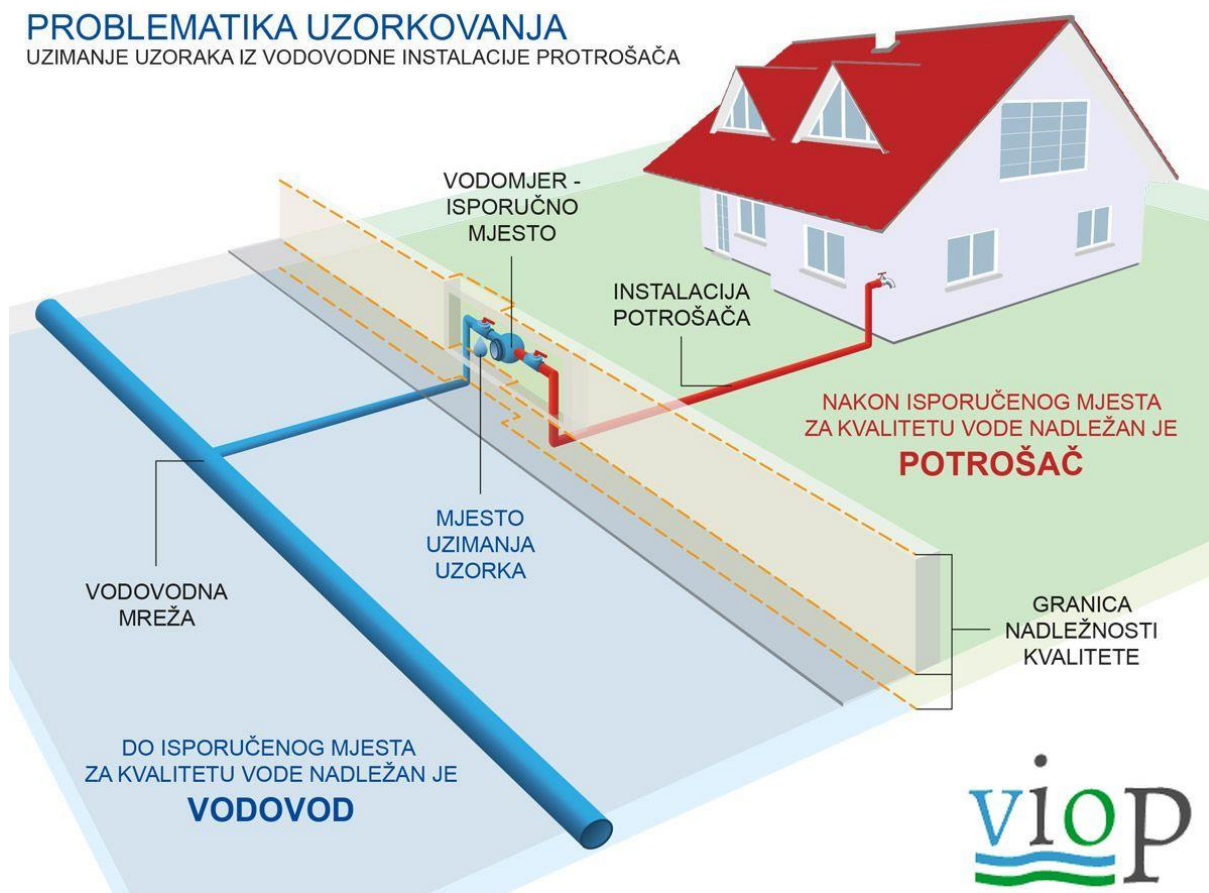 PROBLEMATIKA UZORKOVANJA
UZIMANJE UZORAKA IZ VODOVODNE INSTALACIJE PROTROŠAČA
VODOMJER -
ISPORUČNO
MJESTO
INSTALACIJA
POTROŠAČA
NAKON ISPORUČENOG MJESTA
ZA KVALITETU VODE NADLEŽAN JE
POTROŠAČ
MJESTO
UZIMANJA
UZORKA
VODOVODNA
MREŽA
GRANICA
NADLEŽNOSTI
KVALITETE
DO ISPORUČENOG MJESTA
ZA KVALITETU VODE NADLEŽAN JE
VODOVOD
viop